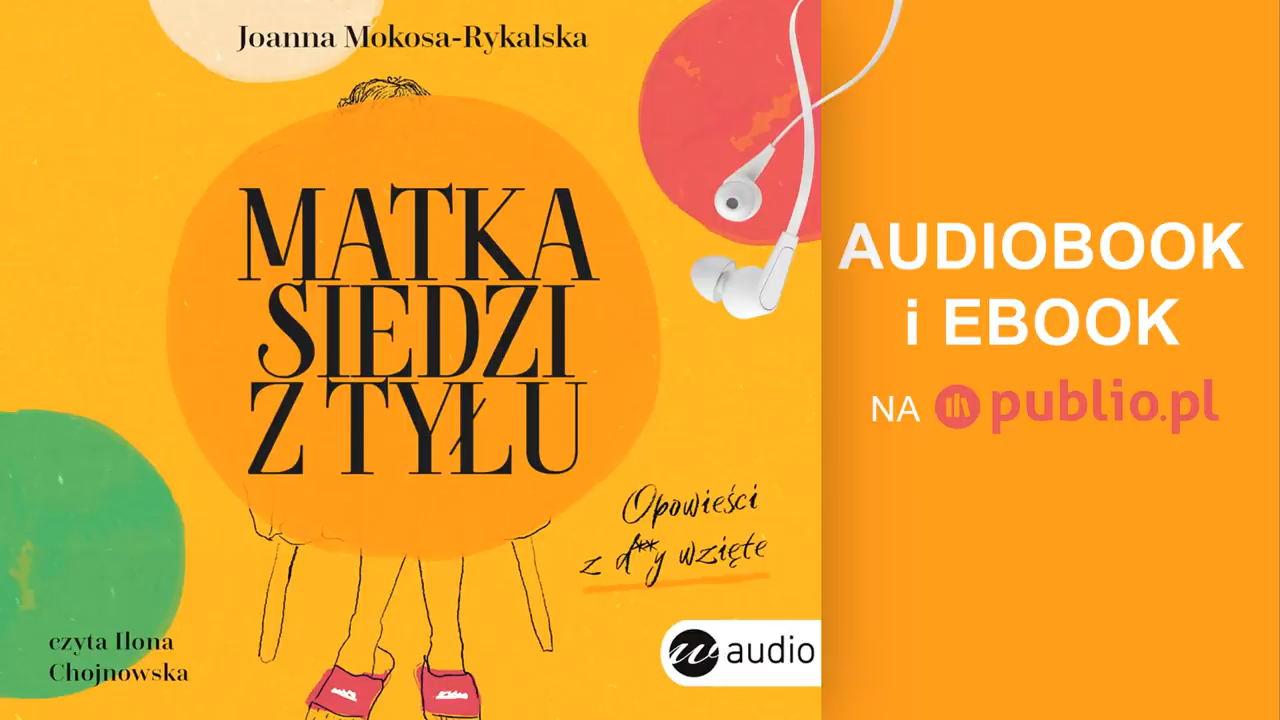 Joanna Mokosa-Rykalska
MATKA
SIEDZI
Z TYŁU
Opowieści
z d**y wzięte
czyta Ilona
Chojnowska
audio
AUDIOBOOK
i EBOOK
NA publio.pl